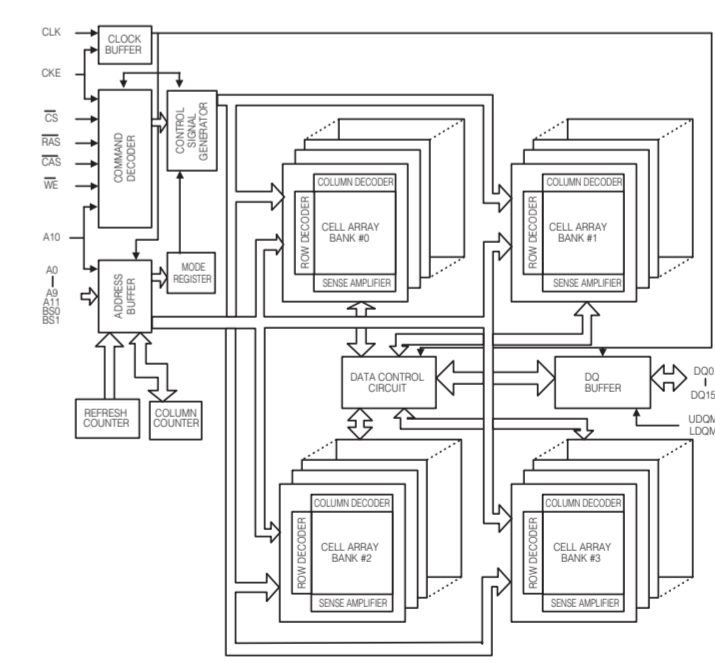 CLK
CLOCK
BUFFER
CKE
CS
RAS
CAS
WE
COMMAND
DECODER
CONTROL
SIGNAL
GENERATOR
A10
A0
A9
A11
BS0
BS1
ADDRESS
BUFFER
MODE
REGISTER
REFRESH
COUNTER
COLUMN
COUNTER
COLUMN DECODER
ROW DECODER
CELL ARRAY
BANK #0
SENSE AMPLIFIER
COLUMN DECODER
ROW DECODER
CELL ARRAY
BANK #1
SENSE AMPLIFIER
DATA CONTROL
CIRCUIT
DQ
BUFFER
DQ0
DQ15
UDQM
LDQM
COLUMN DECODER
ROW DECODER
CELL ARRAY
BANK #2
SENSE AMPLIFIER
COLUMN DECODER
ROW DECODER
CELL ARRAY
BANK #3
SENSE AMPLIFIER